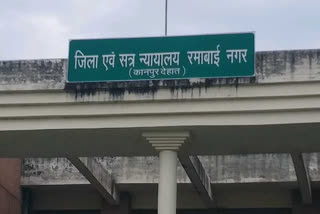 जिला एवं सत्र न्यायालय रमाबाई नगर
(कानपुर देहात)